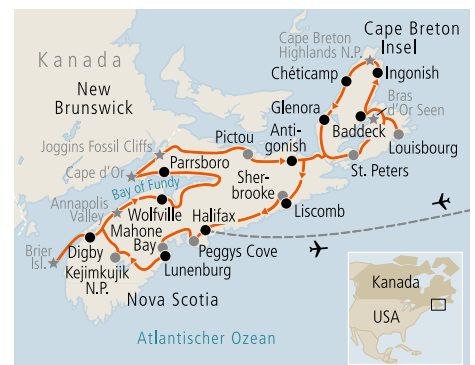 Cape Breton
Insel
Kanada
Cape Breton
Highlands N.P.
Chéticamp
Ingonish
New
Brunswick
Glenora
Bras
d'Or Seen
Joggins Fossil Cliffs
Pictou
Anti-
gonish
Baddeck
Louisbourg
Parrsboro
Cape d'Or
St. Peters
Bay of Fundy
Annapolis
Valley
Sher-
brooke
Wolfville
Halifax
Liscomb
Mahone
Bay
Brier
Isl.
Digby
Peggys Cove
Kejimkujik
N.P.
Lunenburg
Nova Scotia
Atlantischer Ozean
Kanada
USA